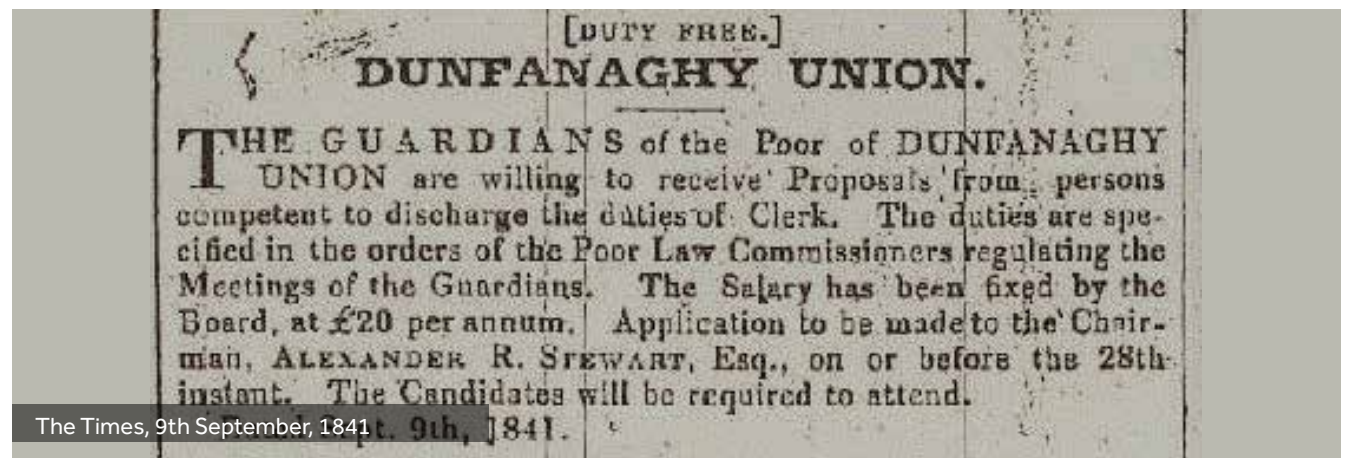 [DUTY FREE.]
DUNFANAGHY UNION.
THE GUARDIANS of the Poor of DUNFANAGHY
UNION are willing to receive Proposals from persons
competent to discharge the duties of Clerk. The duties are spe-
cified in the orders of the Poor Law Commissioners regulating the
Meetings of the Guardians. The Salary has been fixed by the
Board, at £20 per annum. Application to be made to the Chair-
man, ALEXANDER R. STEWART, Esq., on or before the 28th
instant. The Candidates will be required to attend.
Sept. 9th, 1841.
The Times, 9th September, 1841